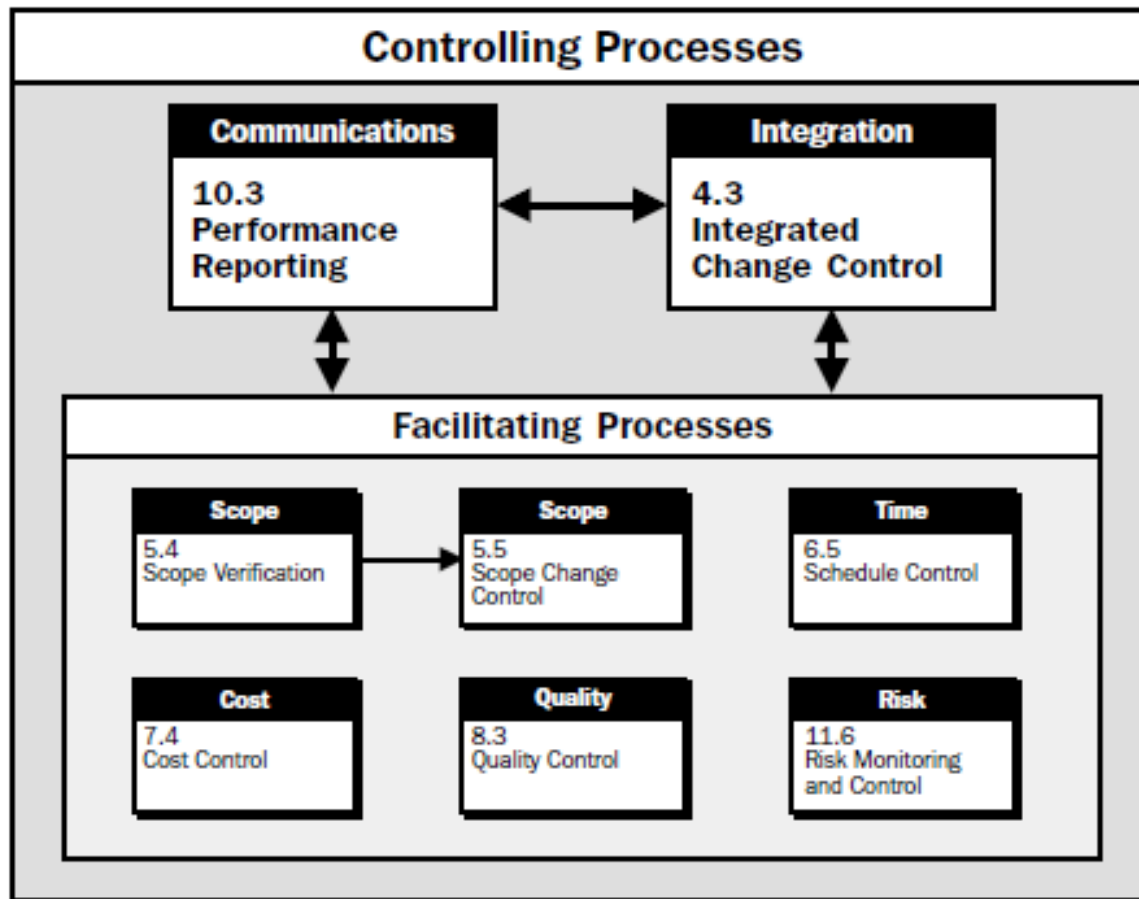 Controlling Processes
Communications
10.3
Performance
Reporting
Integration
4.3
Integrated
Change Control
Facilitating Processes
Scope
5.4
Scope Verification
Scope
5.5
Scope Change
Control
Time
6.5
Schedule Control
Cost
7.4
Cost Control
Quality
8.3
Quality Control
Risk
11.6
Risk Monitoring
and Control